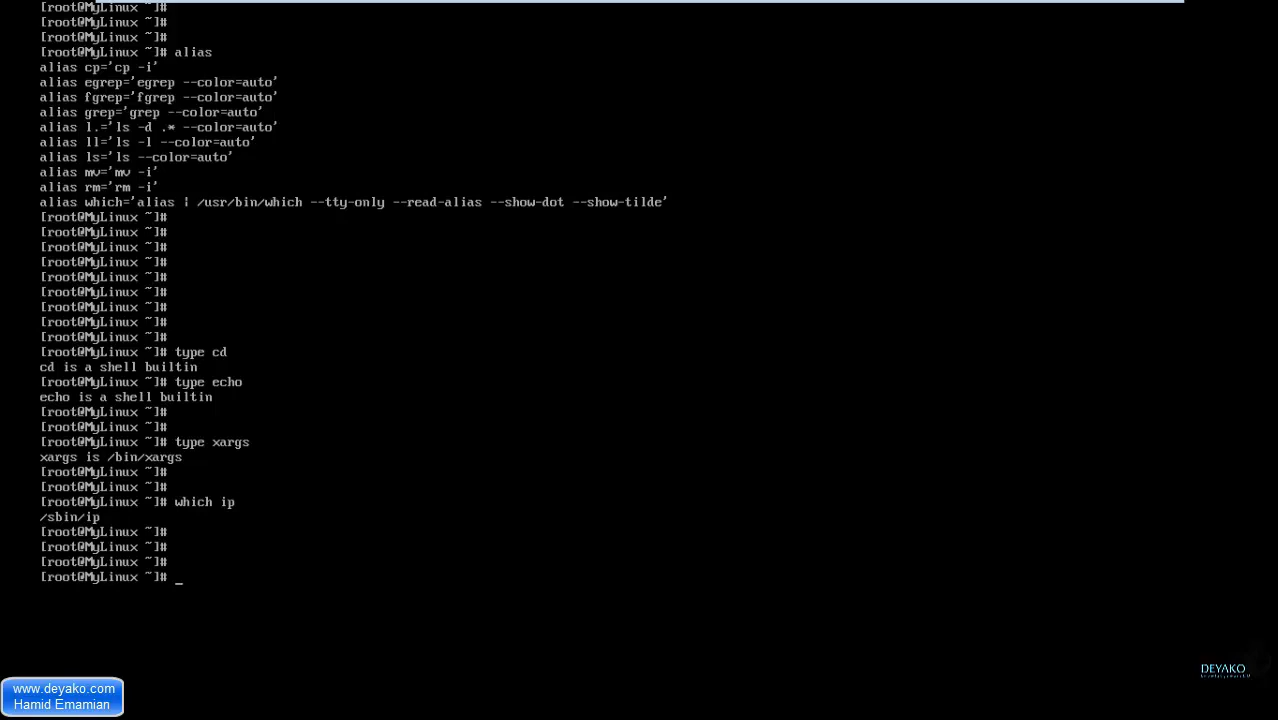 [root@MyLinux ~]#
[root@MyLinux ~]#
[root@MyLinux ~]#
[root@MyLinux ~]# alias
alias cp='cp -i'
alias egrep='egrep --color=auto'
alias fgrep='fgrep --color=auto'
alias grep='grep --color=auto'
alias l.='ls -d .* --color=auto'
alias ll='ls -l --color=auto'
alias ls='ls --color=auto'
alias mv='mv -i'
alias rm='rm -i'
alias which='alias | /usr/bin/which --tty-only --read-alias --show-dot --show-tilde'
[root@MyLinux ~]#
[root@MyLinux ~]#
[root@MyLinux ~]#
[root@MyLinux ~]#
[root@MyLinux ~]#
[root@MyLinux ~]#
[root@MyLinux ~]#
[root@MyLinux ~]#
[root@MyLinux ~]#
[root@MyLinux ~]# type cd
cd is a shell builtin
[root@MyLinux ~]# type echo
echo is a shell builtin
[root@MyLinux ~]#
[root@MyLinux ~]#
[root@MyLinux ~]# type xargs
xargs is /bin/xargs
[root@MyLinux ~]#
[root@MyLinux ~]#
[root@MyLinux ~]# which ip
/sbin/ip
[root@MyLinux ~]#
[root@MyLinux ~]#
[root@MyLinux ~]#
[root@MyLinux ~]# _
DEYAKO
www.deyako.com
Hamid Emamian